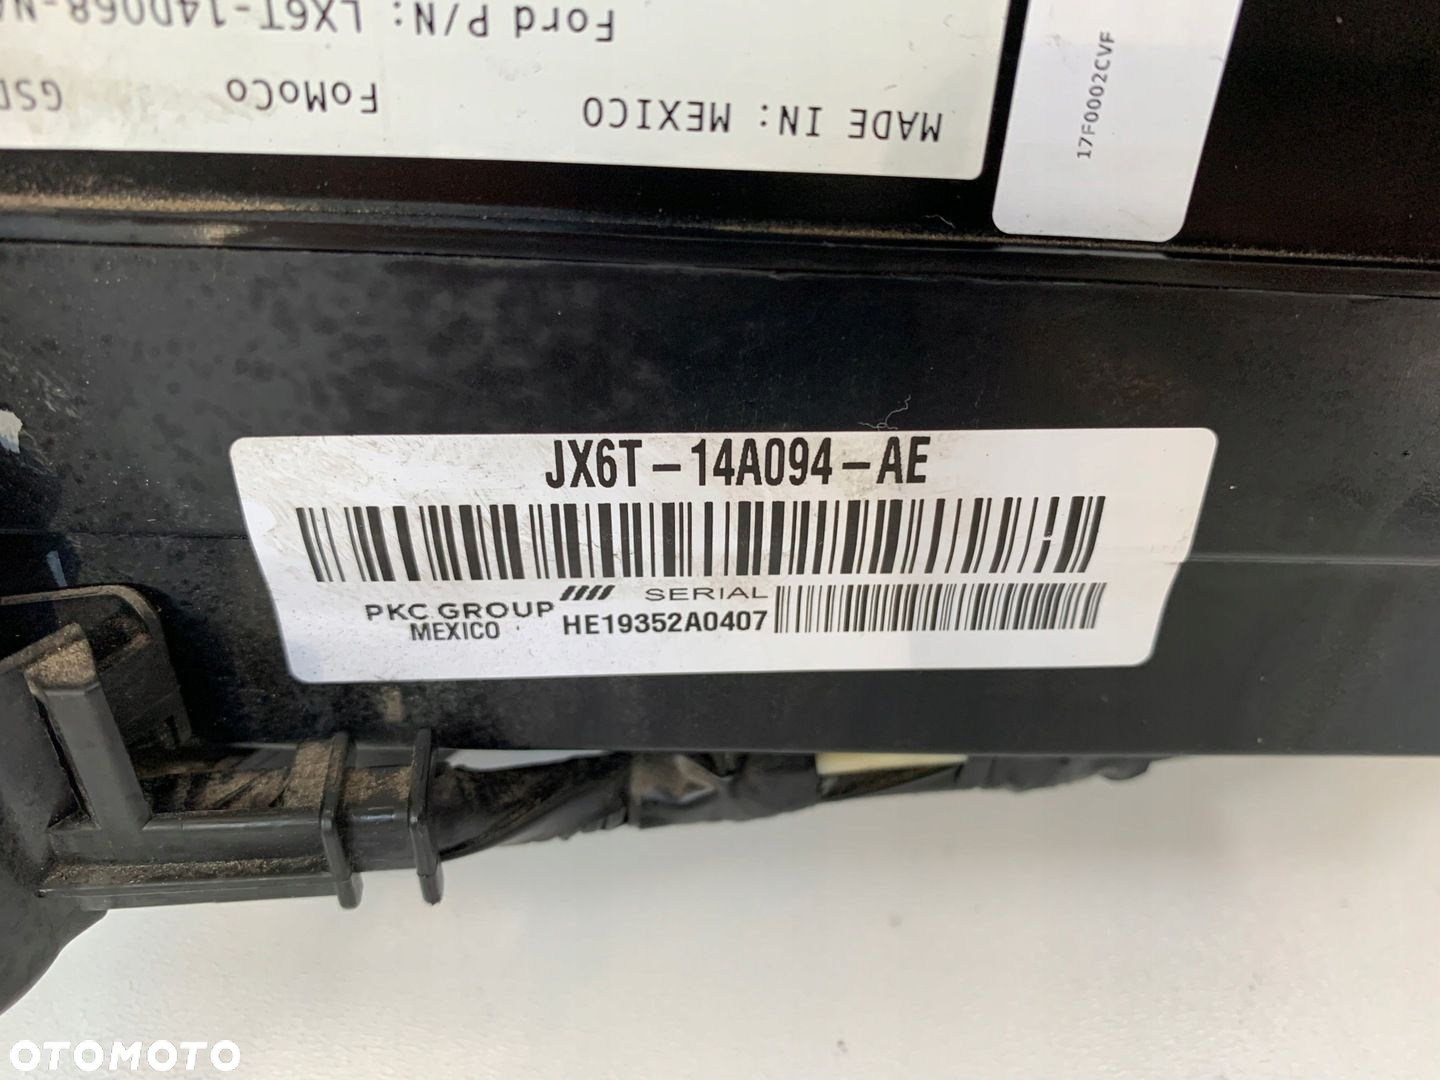 Ford P/N: LX6T-14D068-
MADE IN: MEXICO
FoMoCo
17F0002CVF
JX6T-14A094-AE
PKC GROUP
MEXICO
SERIAL
HE19352A0407
OTOMOTO